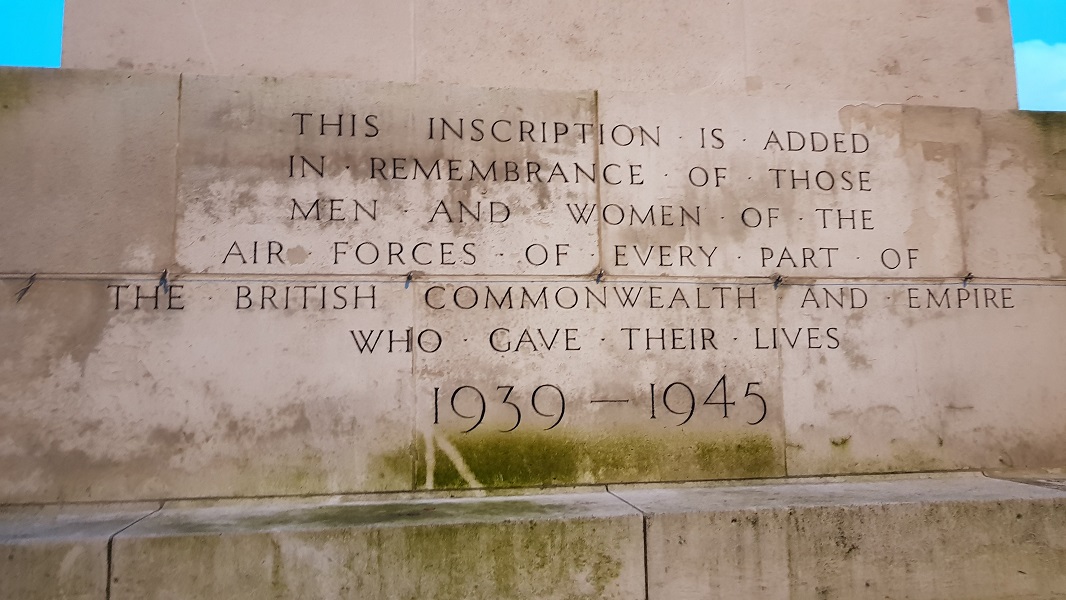 THIS INSCRIPTION · IS · ADDED
IN · REMEMBRANCE · OF · THOSE
MEN · AND · WOMEN · OF · THE
AIR · FORCES · OF · EVERY · PART · OF
THE · BRITISH COMMONWEALTH · AND · EMPIRE
WHO · GAVE · THEIR · LIVES
1939 – 1945